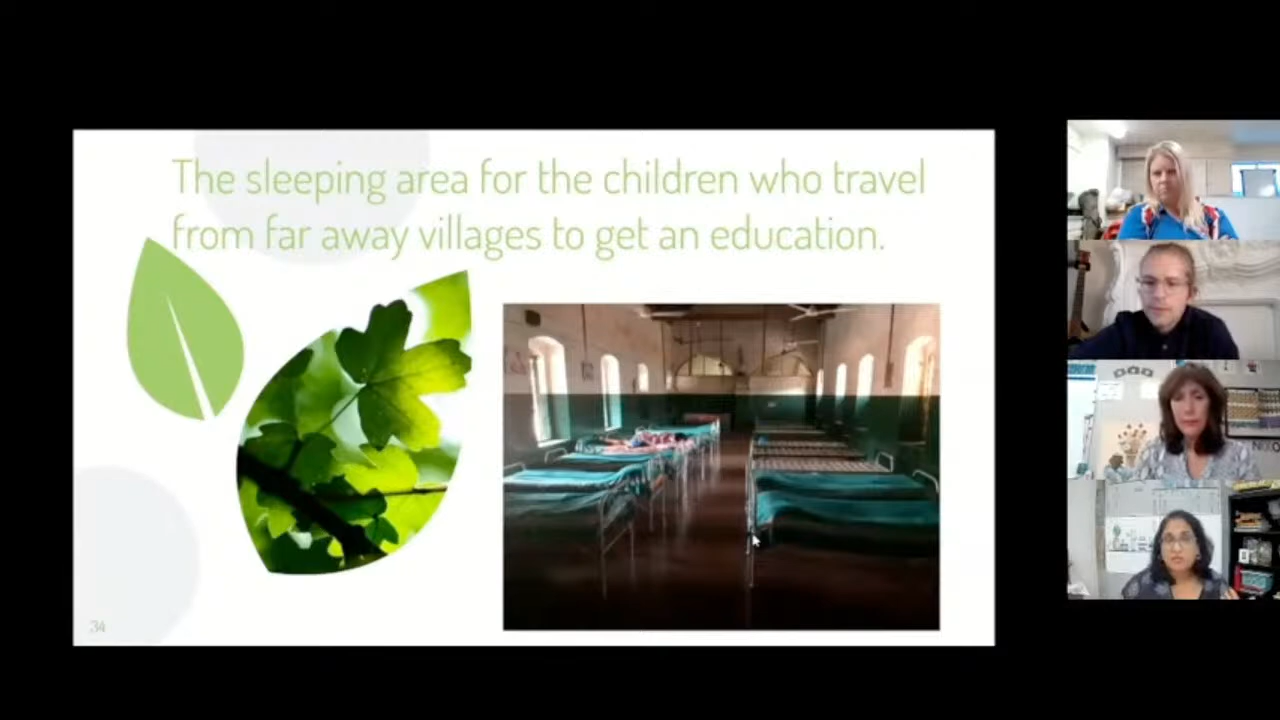 The sleeping area for the children who travel
from far away villages to get an education.
34